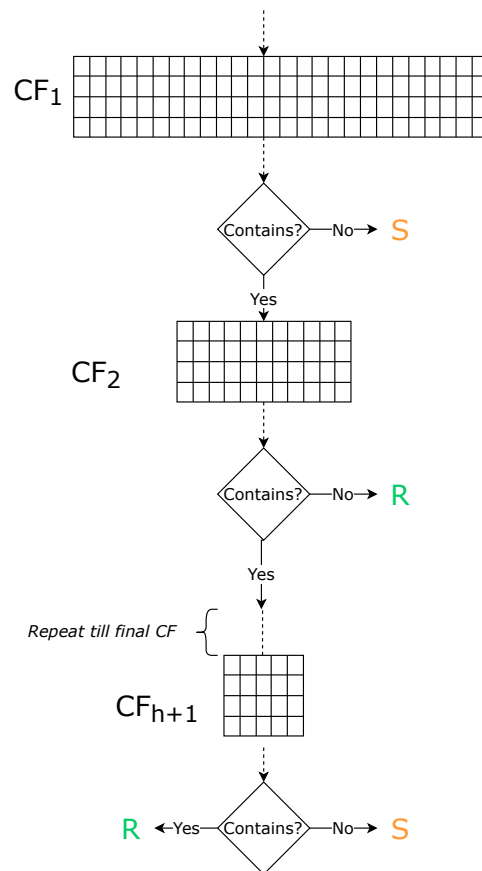 CF1
Contains?
No
S
Yes
CF2
Contains?
No
R
Yes
Repeat till final CF
CFh+1
R
Yes
Contains?
No
S